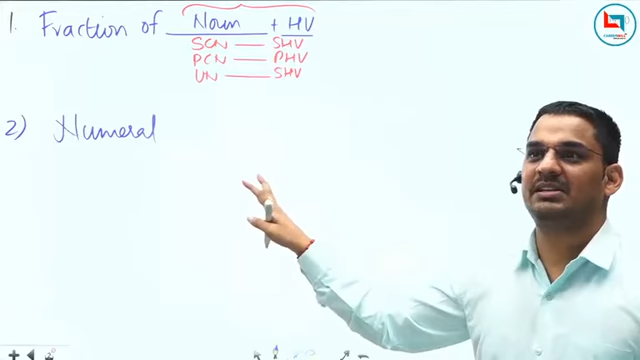 1. Fraction of Noun + HV
SCN — SHV
PCN — PHV
UN — SHV
2) Numeral